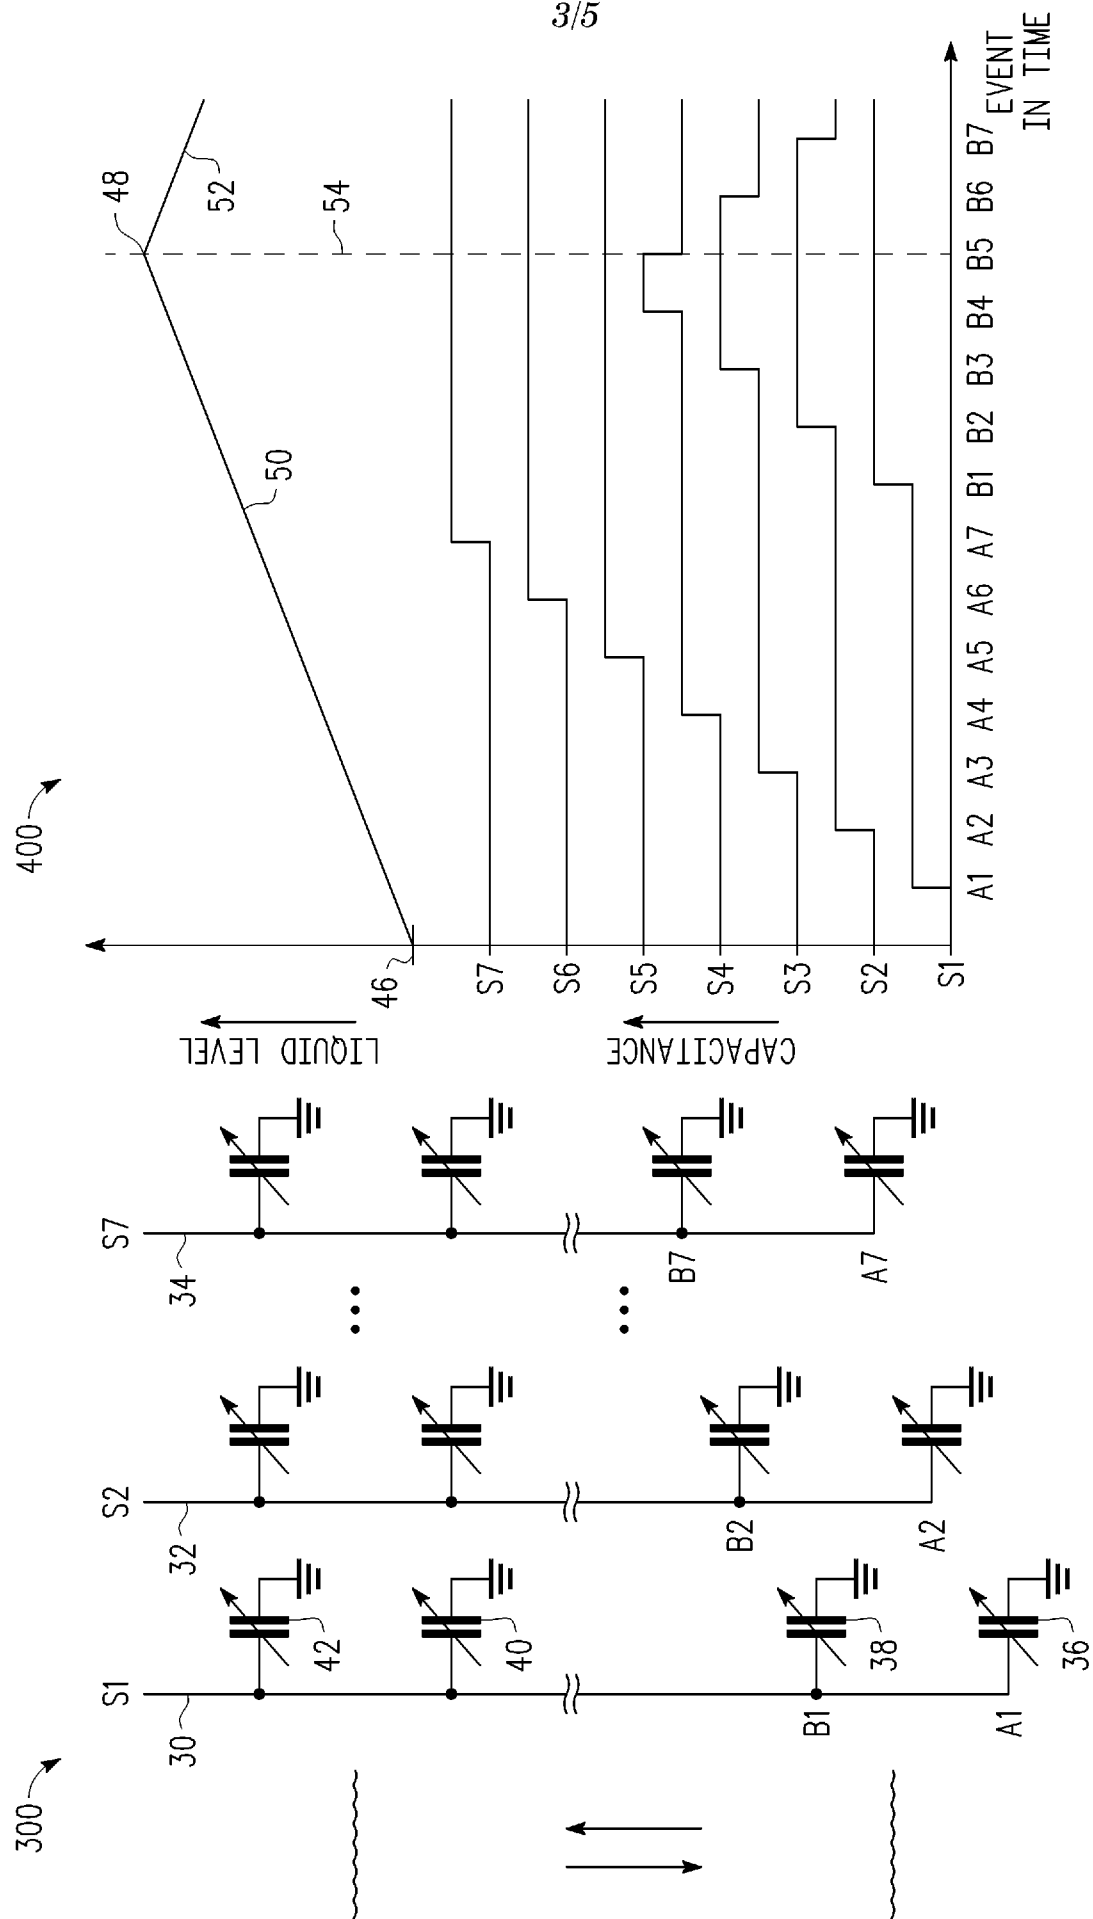 3/5
300
S1
30
42
40
38
36
B1
A1
S2
32
B2
A2
S7
34
B7
A7
400
LIQUID LEVEL
CAPACITANCE
46
48
50
52
54
S7
S6
S5
S4
S3
S2
S1
A1 A2 A3 A4 A5 A6 A7 B1 B2 B3 B4 B5 B6 B7
EVENT
IN TIME